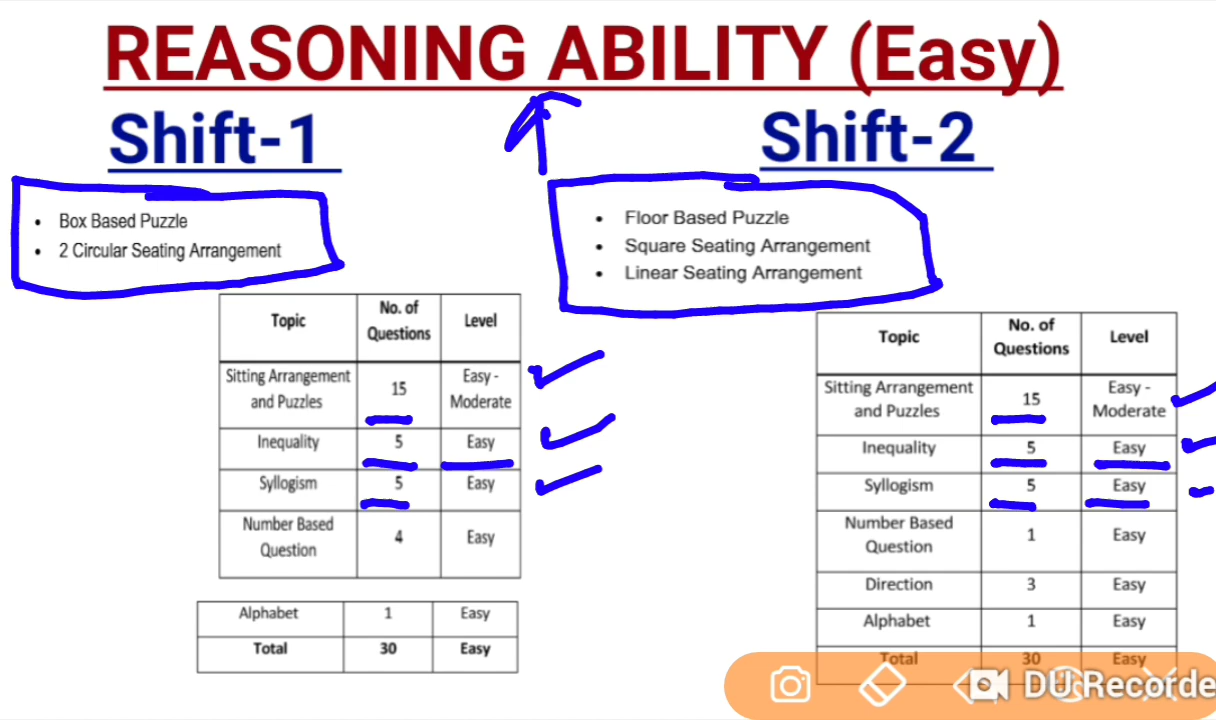 REASONING ABILITY (Easy)
Shift-1
Shift-2
• Box Based Puzzle
• 2 Circular Seating Arrangement
• Floor Based Puzzle
• Square Seating Arrangement
• Linear Seating Arrangement
Topic No. of Questions Level
Sitting Arrangement and Puzzles 15 Easy - Moderate
Inequality 5 Easy
Syllogism 5 Easy
Number Based Question 4 Easy
Alphabet 1 Easy
Total 30 Easy
Topic No. of Questions Level
Sitting Arrangement and Puzzles 15 Easy - Moderate
Inequality 5 Easy
Syllogism 5 Easy
Number Based Question 1 Easy
Direction 3 Easy
Alphabet 1 Easy
Total 30 Easy
DU Recorde